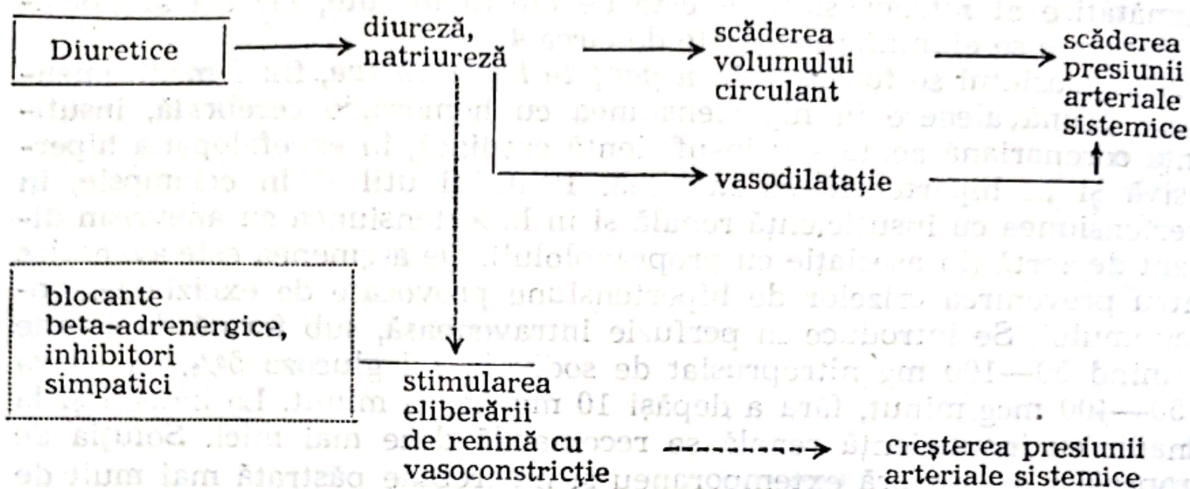 Diuretice
diureză,
natriureză
scăderea
volumului
circulant
scăderea
presiunii
arteriale
sistemice
vasodilatație
blocante
beta-adrenergice,
inhibitori
simpatici
stimularea
eliberării
de renină cu
vasoconstricție
creșterea presiunii
arteriale sistemice